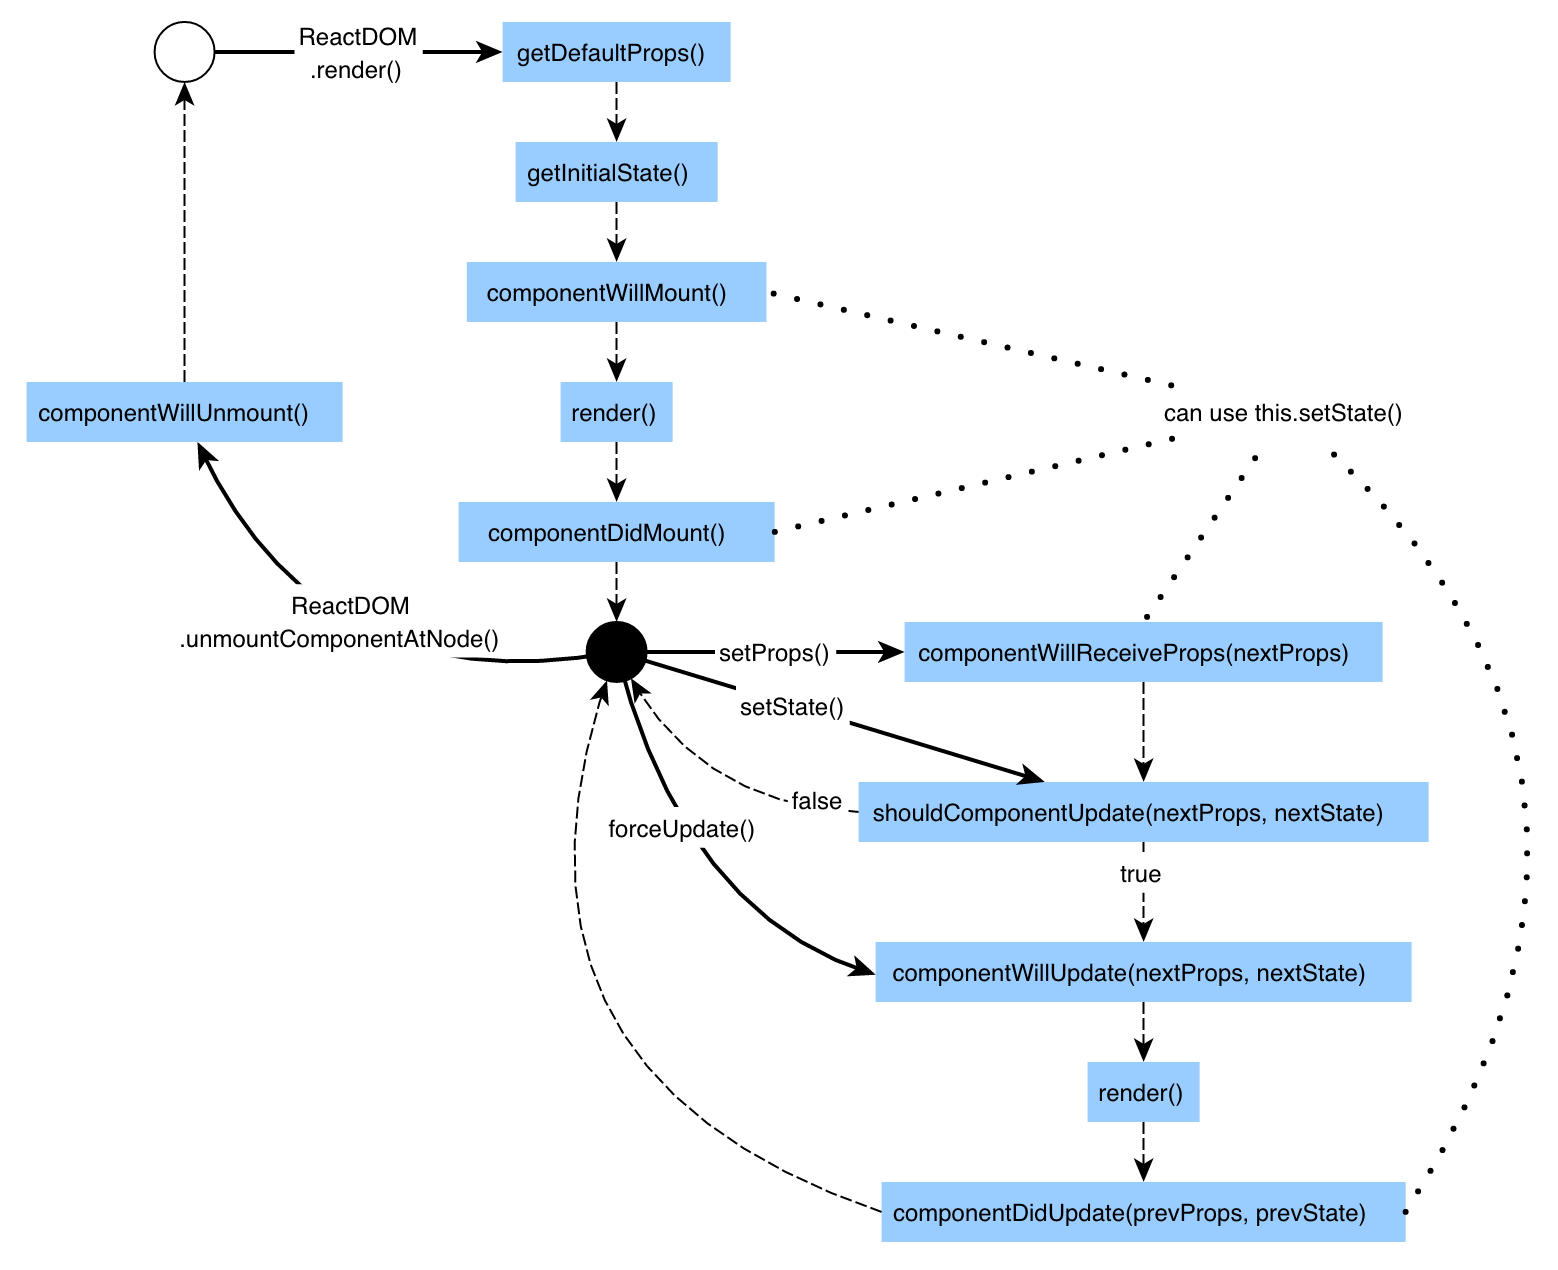 ReactDOM
.render()
getDefaultProps()
getInitialState()
componentWillMount()
componentWillUnmount()
render()
can use this.setState()
componentDidMount()
ReactDOM
.unmountComponentAtNode()
setProps()
componentWillReceiveProps(nextProps)
setState()
false
shouldComponentUpdate(nextProps, nextState)
forceUpdate()
true
componentWillUpdate(nextProps, nextState)
render()
componentDidUpdate(prevProps, prevState)